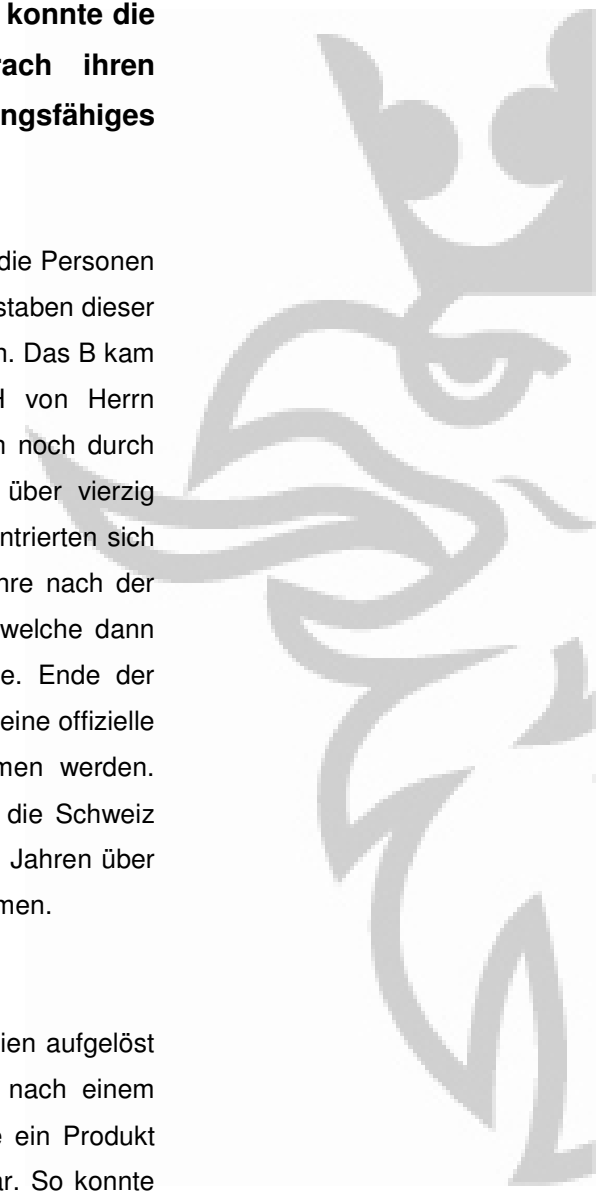 konnte die
rach ihren
ngsfähiges
die Personen
staben dieser
n. Das B kam
H von Herrn
n noch durch
über vierzig
ntrierten sich
hre nach der
welche dann
e. Ende der
eine offizielle
men werden.
die Schweiz
Jahren über
men.
ien aufgelöst
nach einem
e ein Produkt
ar. So konnte